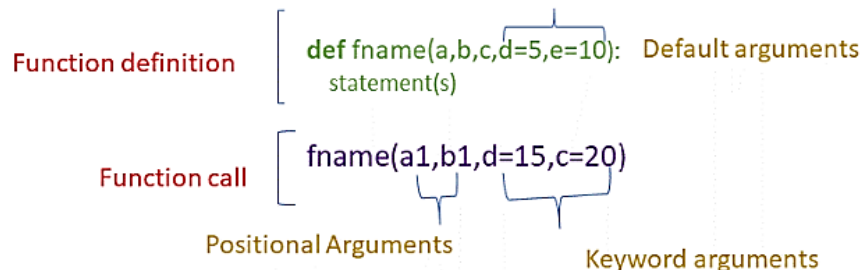 Function definition
def fname(a,b,c,d=5,e=10):
Default arguments
statement(s)
Function call
fname(a1,b1,d=15,c=20)
Positional Arguments
Keyword arguments